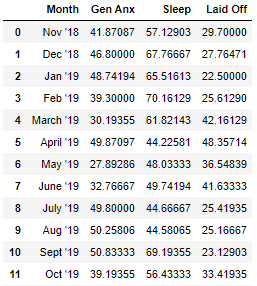 Month Gen Anx Sleep Laid Off
0 Nov '18 41.87087 57.12903 29.70000
1 Dec '18 46.80000 67.76667 27.76471
2 Jan '19 48.74194 65.51613 22.50000
3 Feb '19 39.30000 70.16129 25.61290
4 March '19 30.19355 61.82143 42.16129
5 April '19 49.87097 44.22581 48.35714
6 May '19 27.89286 48.03333 36.54839
7 June '19 32.76667 49.74194 41.63333
8 July '19 49.80000 44.66667 25.41935
9 Aug '19 50.25806 44.58065 25.16667
10 Sept '19 50.83333 69.19355 23.12903
11 Oct '19 39.19355 56.43333 33.41935